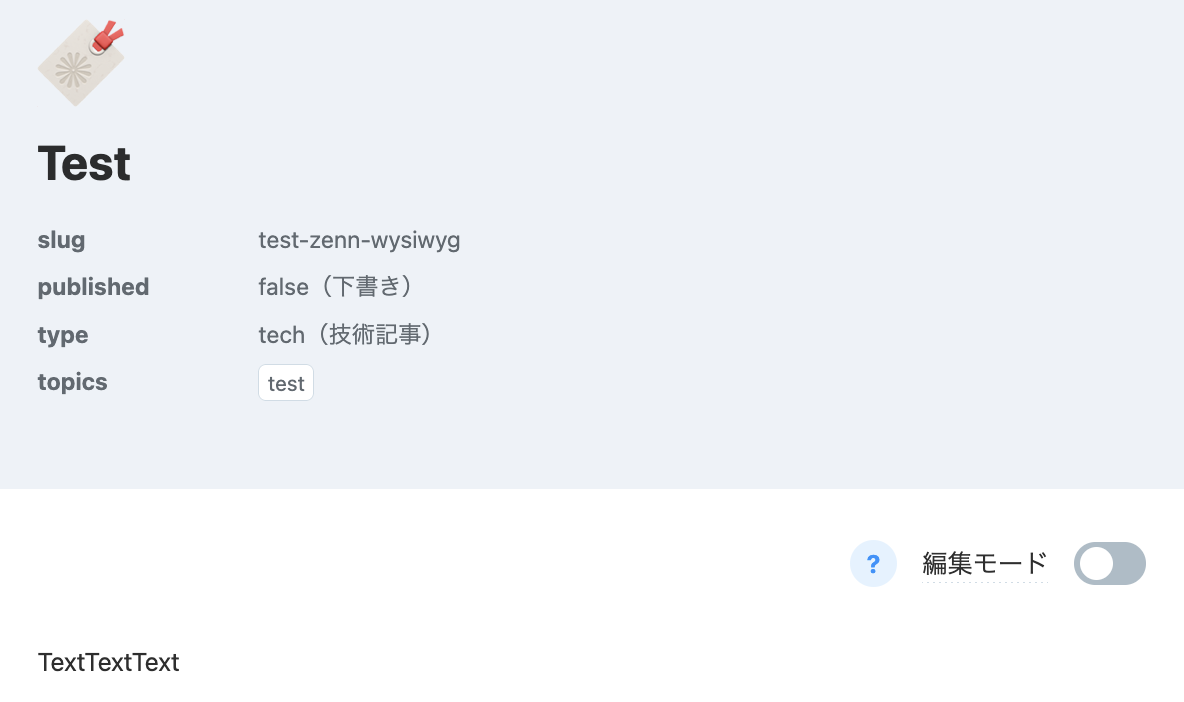 Test
slug test-zenn-wysiwyg
published false（下書き）
type tech（技術記事）
topics test
? 編集モード
TextTextText